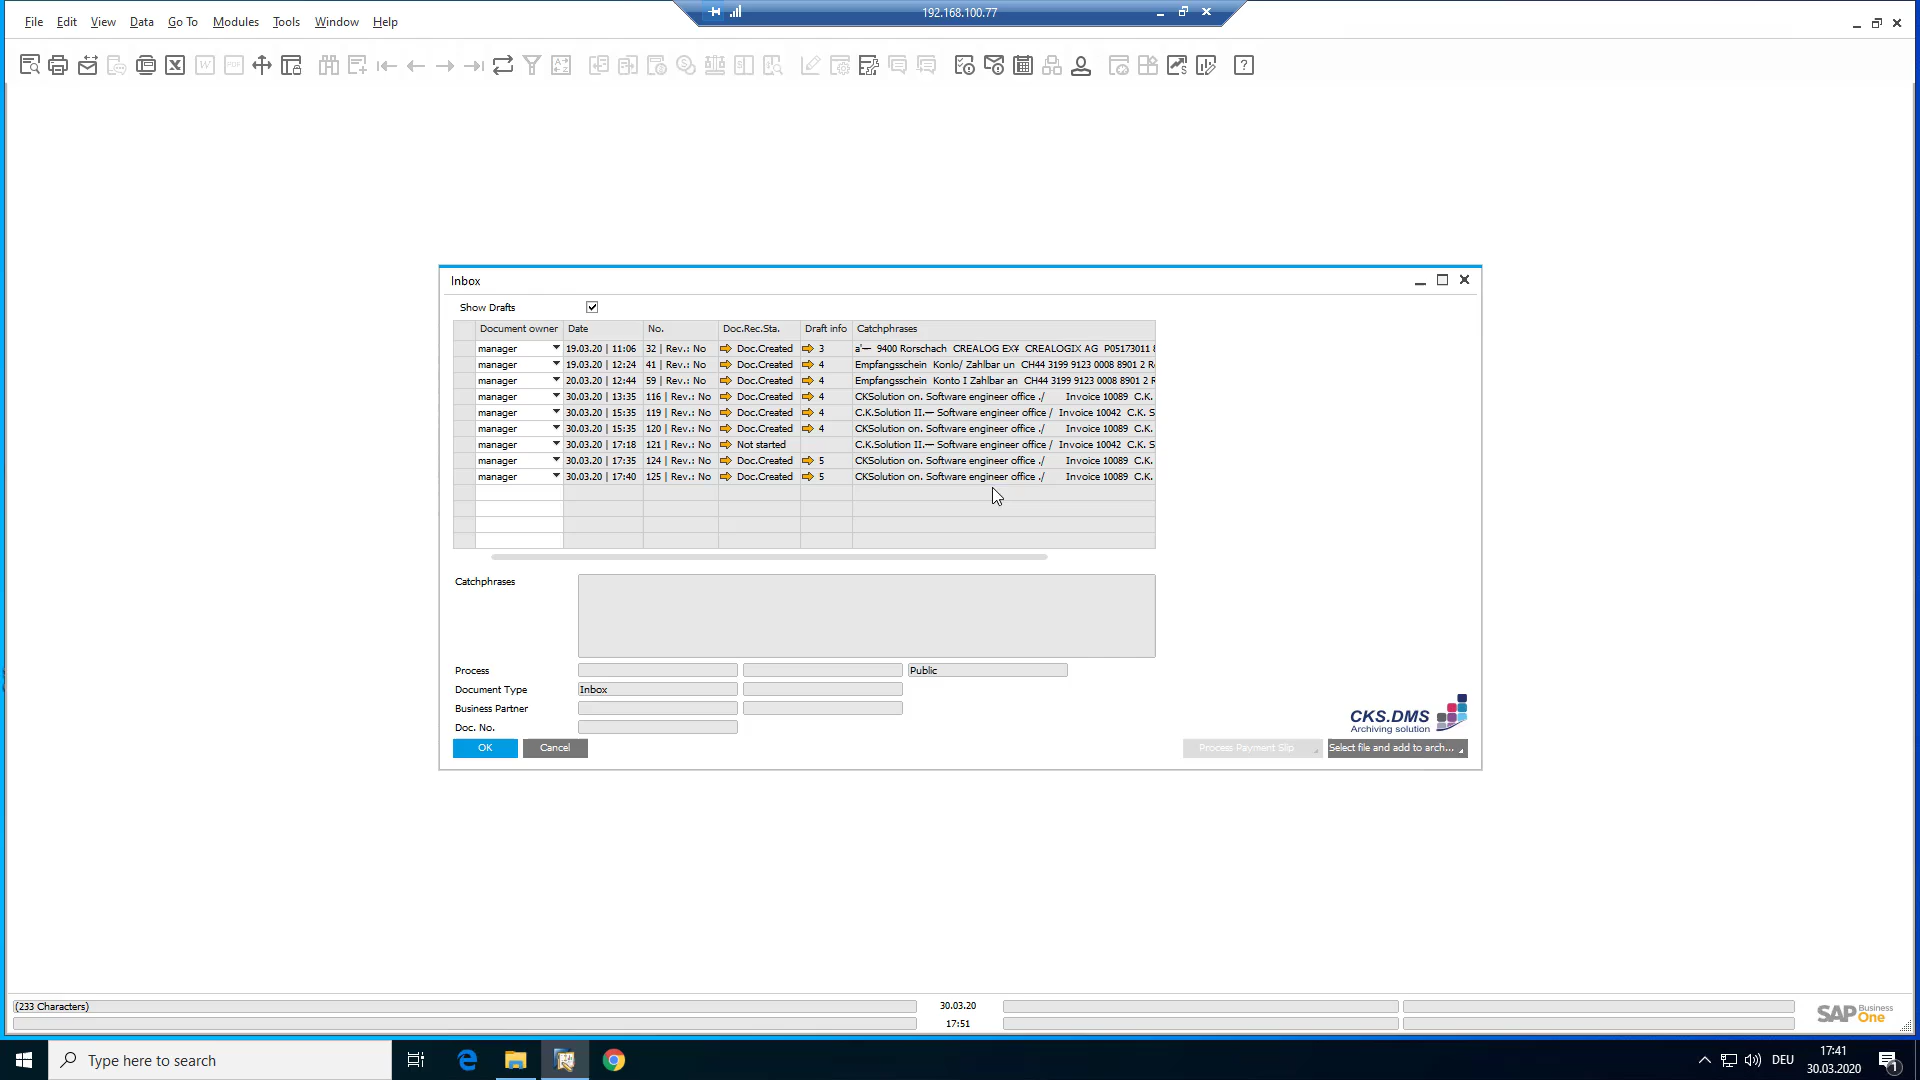 192.168.100.77
File Edit View Data Go To Modules Tools Window Help
Inbox
Show Drafts
Document owner Date No. Doc.Rec.Sta. Draft info Catchphrases
manager 19.03.20 | 11:06 32 | Rev.: No Doc.Created 3 a'— 9400 Rorschach CREALOG EX¥ CREALOGIX AG P05173011
manager 19.03.20 | 12:24 41 | Rev.: No Doc.Created 4 Empfangsschein Konlo/ Zahlbar un CH44 3199 9123 0008 8901 2
manager 20.03.20 | 12:44 59 | Rev.: No Doc.Created 4 Empfangsschein Konto I Zahlbar an CH44 3199 9123 0008 8901 2
manager 30.03.20 | 13:35 116 | Rev.: No Doc.Created 4 CKSolution on. Software engineer office ./ Invoice 10089 C.K.
manager 30.03.20 | 15:35 119 | Rev.: No Doc.Created 4 C.K.Solution II.— Software engineer office / Invoice 10042 C.K. S
manager 30.03.20 | 15:35 120 | Rev.: No Doc.Created 4 CKSolution on. Software engineer office ./ Invoice 10089 C.K.
manager 30.03.20 | 17:18 121 | Rev.: No Not started C.K.Solution II.— Software engineer office / Invoice 10042 C.K. S
manager 30.03.20 | 17:35 124 | Rev.: No Doc.Created 5 CKSolution on. Software engineer office ./ Invoice 10089 C.K.
manager 30.03.20 | 17:40 125 | Rev.: No Doc.Created 5 CKSolution on. Software engineer office ./ Invoice 10089 C.K.
Catchphrases
Process Public
Document Type Inbox
Business Partner
Doc. No.
CKS.DMS
Archiving solution
OK Cancel Process Payment Slip Select file and add to arch...
(233 Characters) 30.03.20
17:51
SAP Business One
Type here to search
DEU 17:41
30.03.2020
1